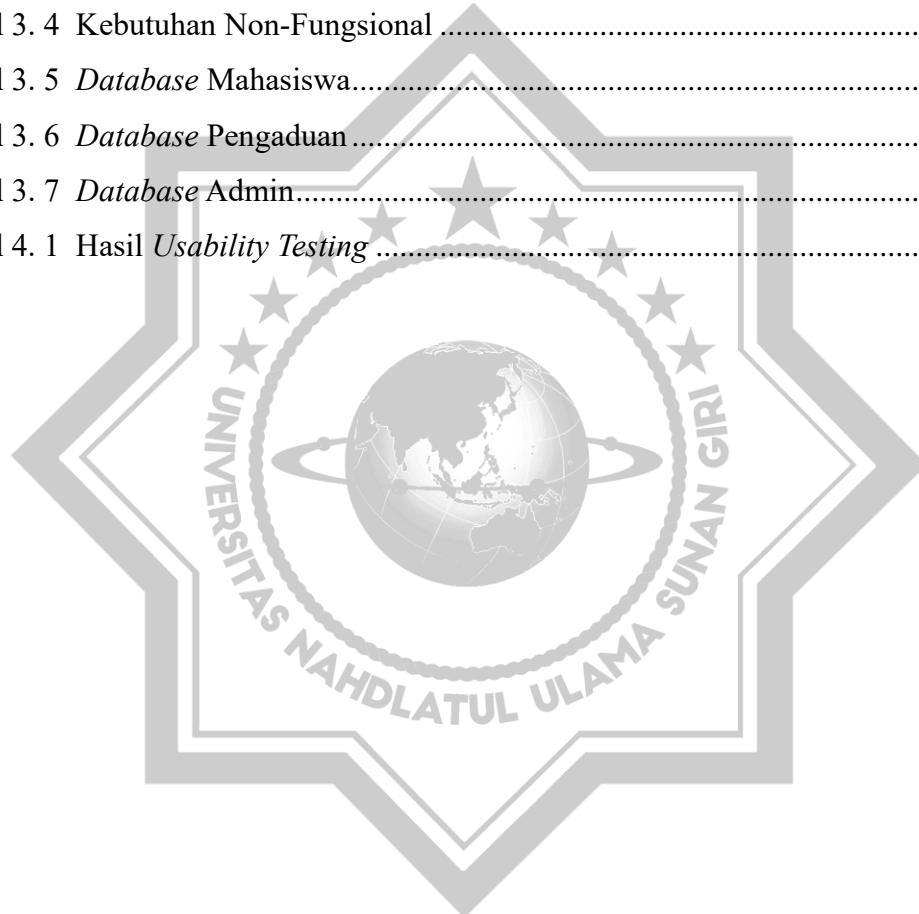 l 3. 4 Kebutuhan Non-Fungsional ...........................................................
l 3. 5 Database Mahasiswa.......................................................................
l 3. 6 Database Pengaduan .......................................................................
l 3. 7 Database Admin..............................................................................
l 4. 1 Hasil Usability Testing ....................................................................
UNIVERSITAS NAHDLATUL ULAMA SUNAN GIRI